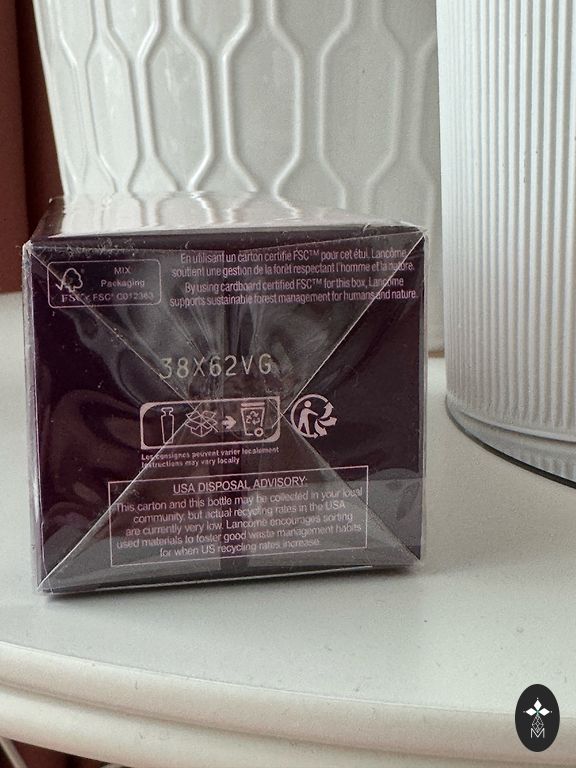 MIX
Packaging
FSC® C012363
En utilisant un carton certifié FSC™ pour cet étui, Lancôme
soutient une gestion de la forêt respectant l'homme et la nature.
By using cardboard certified FSC™ for this box, Lancôme
supports sustainable forest management for humans and nature.
38X62VG
Les consignes peuvent varier localement
Instructions may vary locally
USA DISPOSAL ADVISORY:
This carton and this bottle may be collected in your local
community, but actual recycling rates in the USA
are currently very low. Lancôme encourages sorting
used materials to foster good waste management habits
for when US recycling rates increase.
M